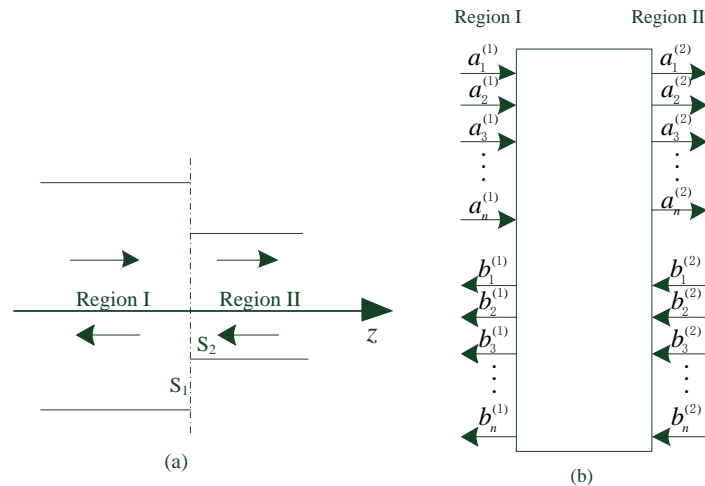 Region I
Region II
Region I
Region II
z
S₂
S₁
(a)
a₁⁽¹⁾
a₂⁽¹⁾
a₃⁽¹⁾
⋮
aₙ⁽¹⁾
b₁⁽¹⁾
b₂⁽¹⁾
b₃⁽¹⁾
⋮
bₙ⁽¹⁾
a₁⁽²⁾
a₂⁽²⁾
a₃⁽²⁾
⋮
aₙ⁽²⁾
b₁⁽²⁾
b₂⁽²⁾
b₃⁽²⁾
⋮
bₙ⁽²⁾
(b)